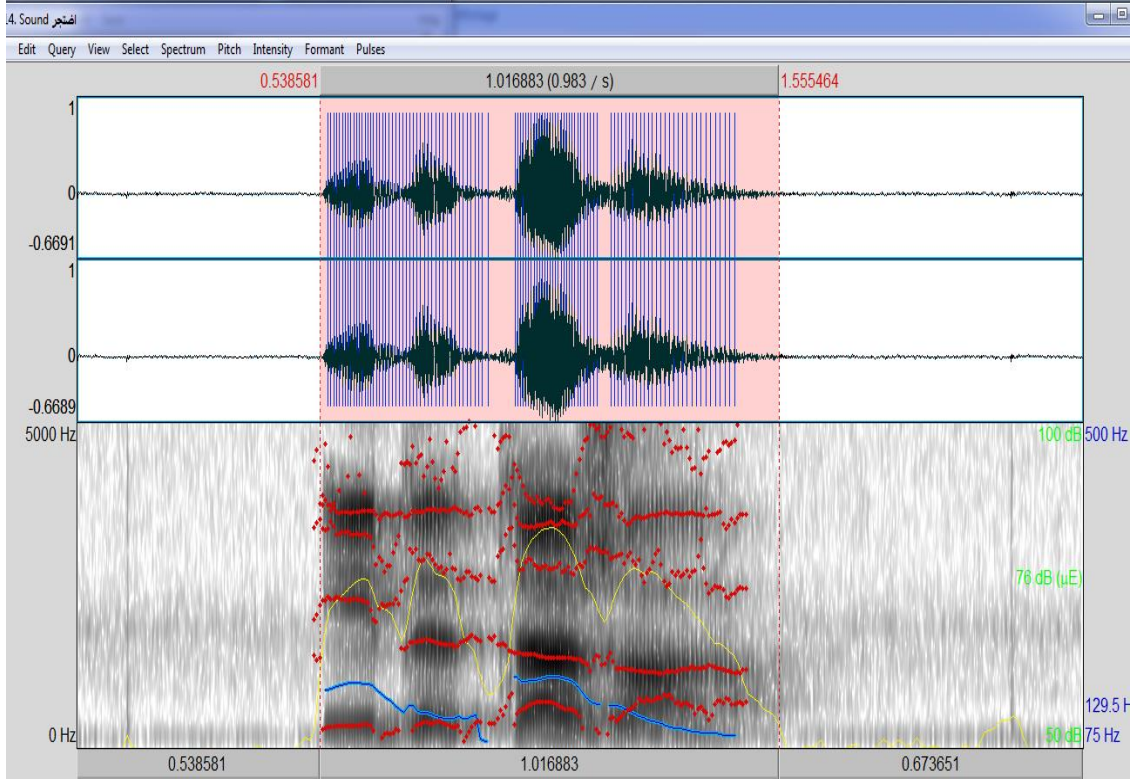 .4. Sound افتجر
Edit Query View Select Spectrum Pitch Intensity Formant Pulses
0.538581 1.016883 (0.983 / s) 1.555464
1
0
-0.6691
1
0
-0.6689
5000 Hz 100 dB 500 Hz
76 dB (µE)
129.5 H
0 Hz 50 dB 75 Hz
0.538581 1.016883 0.673651